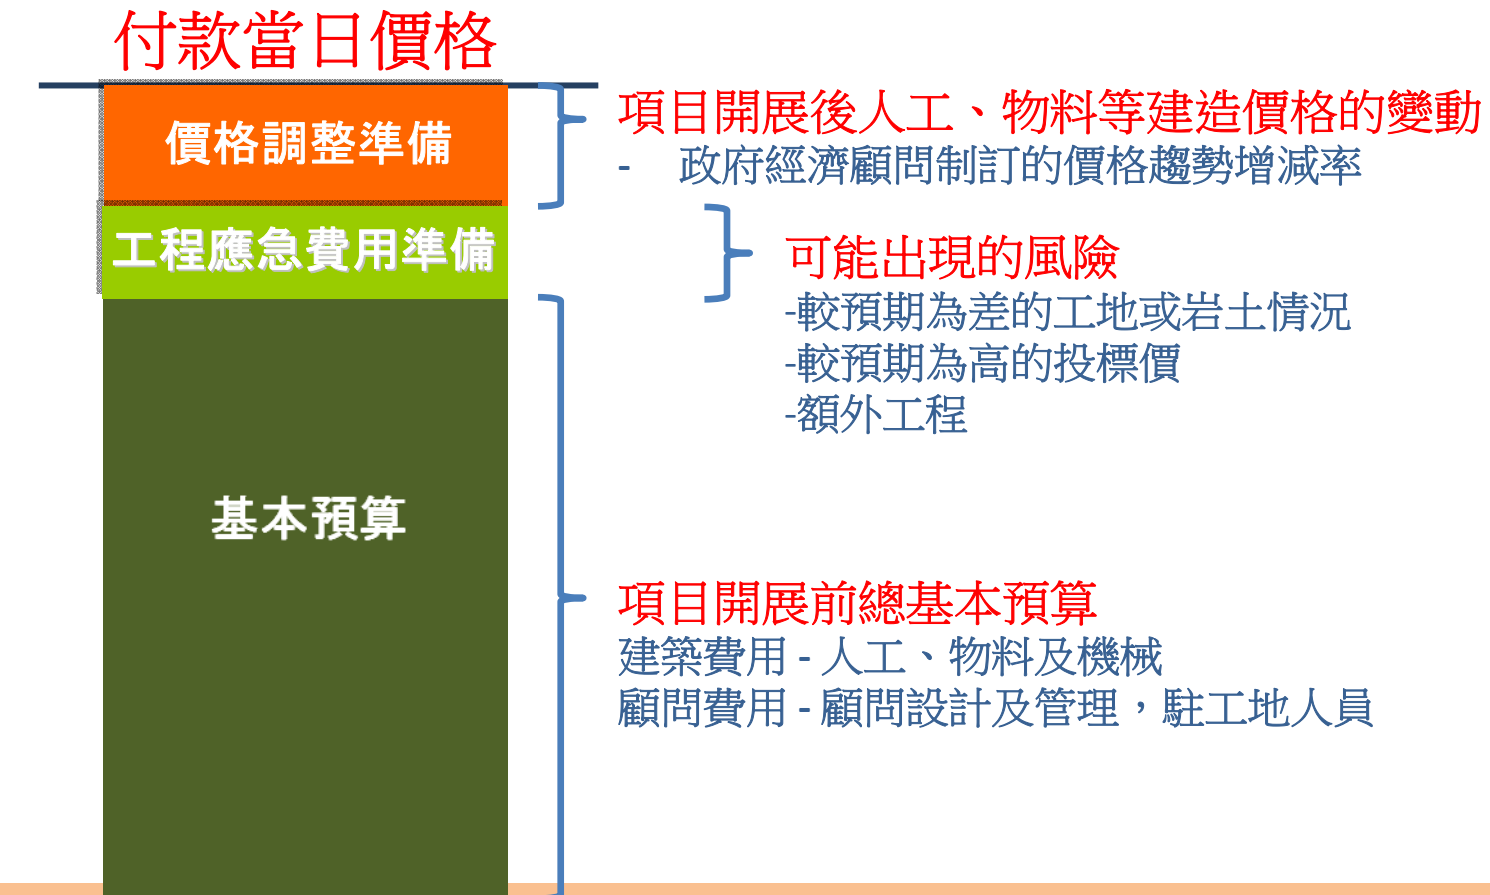 付款當日價格
價格調整準備
項目開展後人工、物料等建造價格的變動
- 政府經濟顧問制訂的價格趨勢增減率
工程應急費用準備
可能出現的風險
-較預期為差的工地或岩土情況
-較預期為高的投標價
-額外工程
基本預算
項目開展前總基本預算
建築費用 - 人工、物料及機械
顧問費用 - 顧問設計及管理，駐工地人員